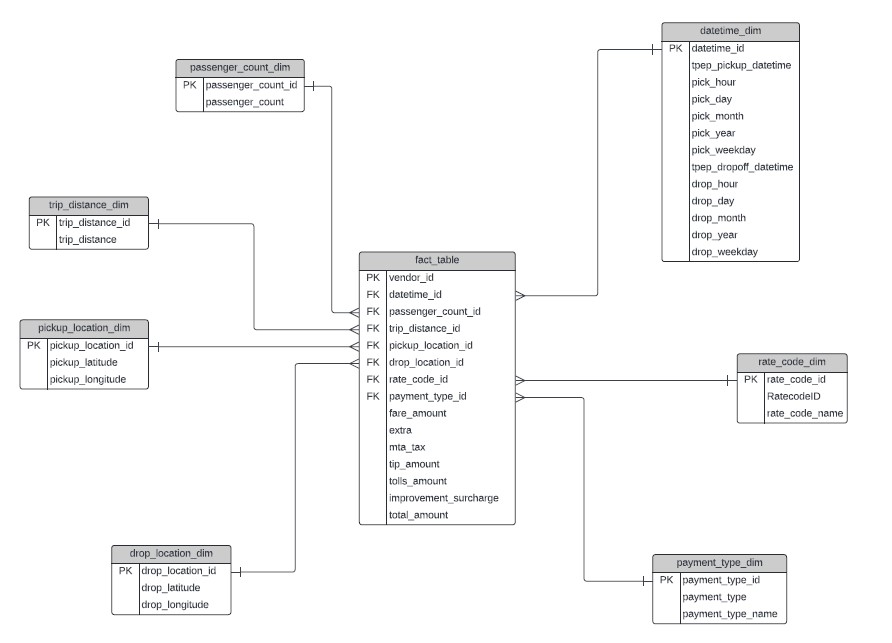 passenger_count_dim
PK passenger_count_id
passenger_count
datetime_dim
PK datetime_id
tpep_pickup_datetime
pick_hour
pick_day
pick_month
pick_year
pick_weekday
tpep_dropoff_datetime
drop_hour
drop_day
drop_month
drop_year
drop_weekday
trip_distance_dim
PK trip_distance_id
trip_distance
fact_table
PK vendor_id
FK datetime_id
FK passenger_count_id
FK trip_distance_id
FK pickup_location_id
FK drop_location_id
FK rate_code_id
FK payment_type_id
fare_amount
extra
mta_tax
tip_amount
tolls_amount
improvement_surcharge
total_amount
pickup_location_dim
PK pickup_location_id
pickup_latitude
pickup_longitude
rate_code_dim
PK rate_code_id
RatecodeID
rate_code_name
drop_location_dim
PK drop_location_id
drop_latitude
drop_longitude
payment_type_dim
PK payment_type_id
payment_type
payment_type_name